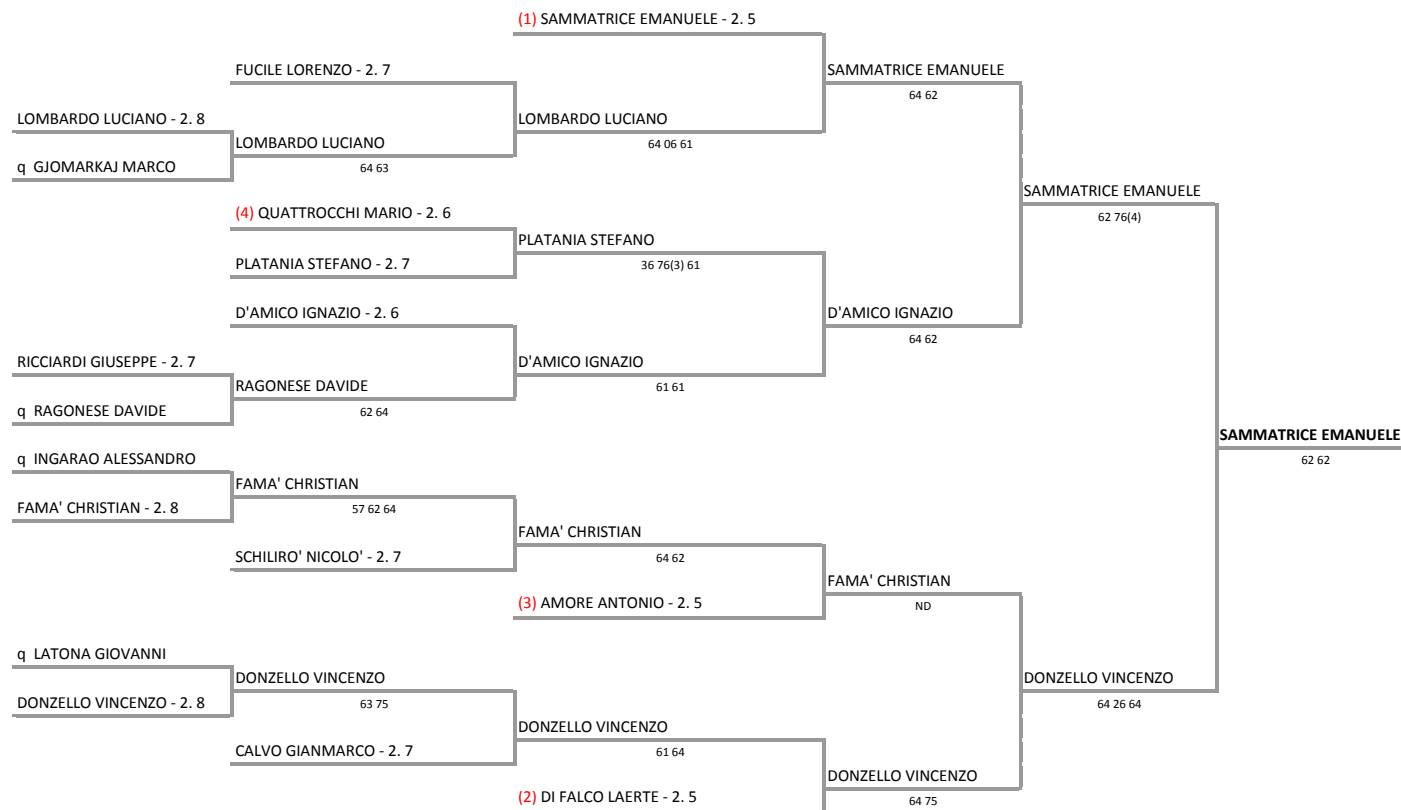 (1) SAMMATRICE EMANUELE - 2. 5
FUCILE LORENZO - 2. 7
SAMMATRICE EMANUELE
64 62
LOMBARDO LUCIANO - 2. 8
LOMBARDO LUCIANO
64 06 61
LOMBARDO LUCIANO
64 63
q GJOMARKAJ MARCO
SAMMATRICE EMANUELE
62 76(4)
(4) QUATTROCCHI MARIO - 2. 6
PLATANIA STEFANO
36 76(3) 61
PLATANIA STEFANO - 2. 7
D'AMICO IGNAZIO - 2. 6
D'AMICO IGNAZIO
64 62
RICCIARDI GIUSEPPE - 2. 7
D'AMICO IGNAZIO
61 61
RAGONESE DAVIDE
62 64
q RAGONESE DAVIDE
SAMMATRICE EMANUELE
62 62
q INGARAO ALESSANDRO
FAMA' CHRISTIAN
57 62 64
FAMA' CHRISTIAN - 2. 8
FAMA' CHRISTIAN
64 62
SCHILIRO' NICOLO' - 2. 7
FAMA' CHRISTIAN
ND
(3) AMORE ANTONIO - 2. 5
q LATONA GIOVANNI
DONZELLO VINCENZO
63 75
DONZELLO VINCENZO
64 26 64
DONZELLO VINCENZO - 2. 8
DONZELLO VINCENZO
61 64
CALVO GIANMARCO - 2. 7
DONZELLO VINCENZO
64 75
(2) DI FALCO LAERTE - 2. 5